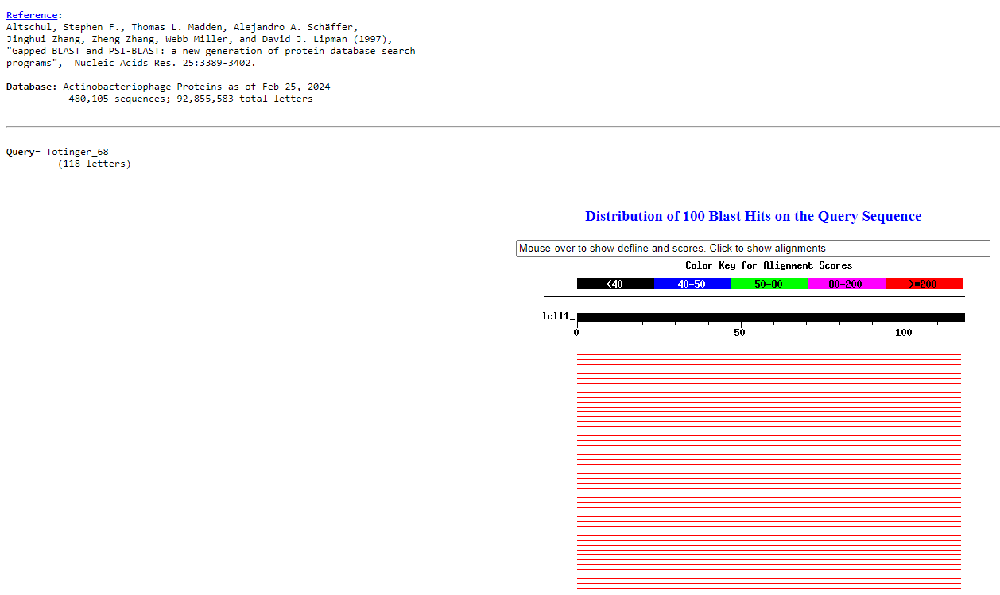 Reference:
Altschul, Stephen F., Thomas L. Madden, Alejandro A. Schäffer,
Jinghui Zhang, Zheng Zhang, Webb Miller, and David J. Lipman (1997),
"Gapped BLAST and PSI-BLAST: a new generation of protein database search
programs",  Nucleic Acids Res. 25:3389-3402.
Database: Actinobacteriophage Proteins as of Feb 25, 2024
480,105 sequences; 92,855,583 total letters
Query= Totinger_68
(118 letters)
Distribution of 100 Blast Hits on the Query Sequence
Mouse-over to show defline and scores. Click to show alignments
Color Key for Alignment Scores
<40 40-50 50-80 80-200 >=200
lcl|1_
0 50 100